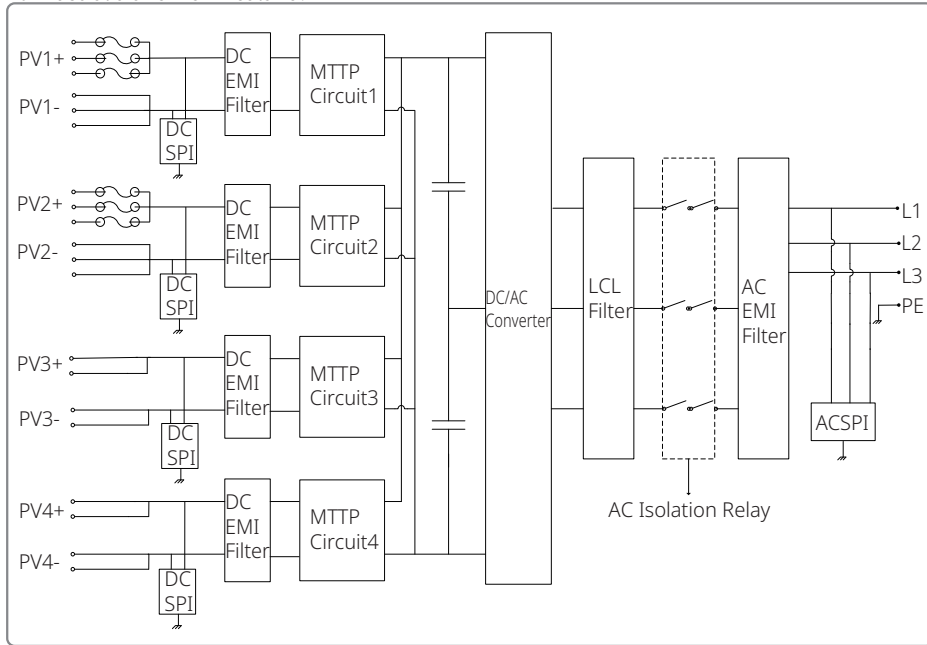 PV1+
PV1-
DC
SPI
DC
EMI
Filter
MTTP
Circuit1
PV2+
PV2-
DC
SPI
DC
EMI
Filter
MTTP
Circuit2
PV3+
PV3-
DC
SPI
DC
EMI
Filter
MTTP
Circuit3
PV4+
PV4-
DC
SPI
DC
EMI
Filter
MTTP
Circuit4
DC/AC
Converter
LCL
Filter
AC Isolation Relay
AC
EMI
Filter
L1
L2
L3
PE
ACSPI